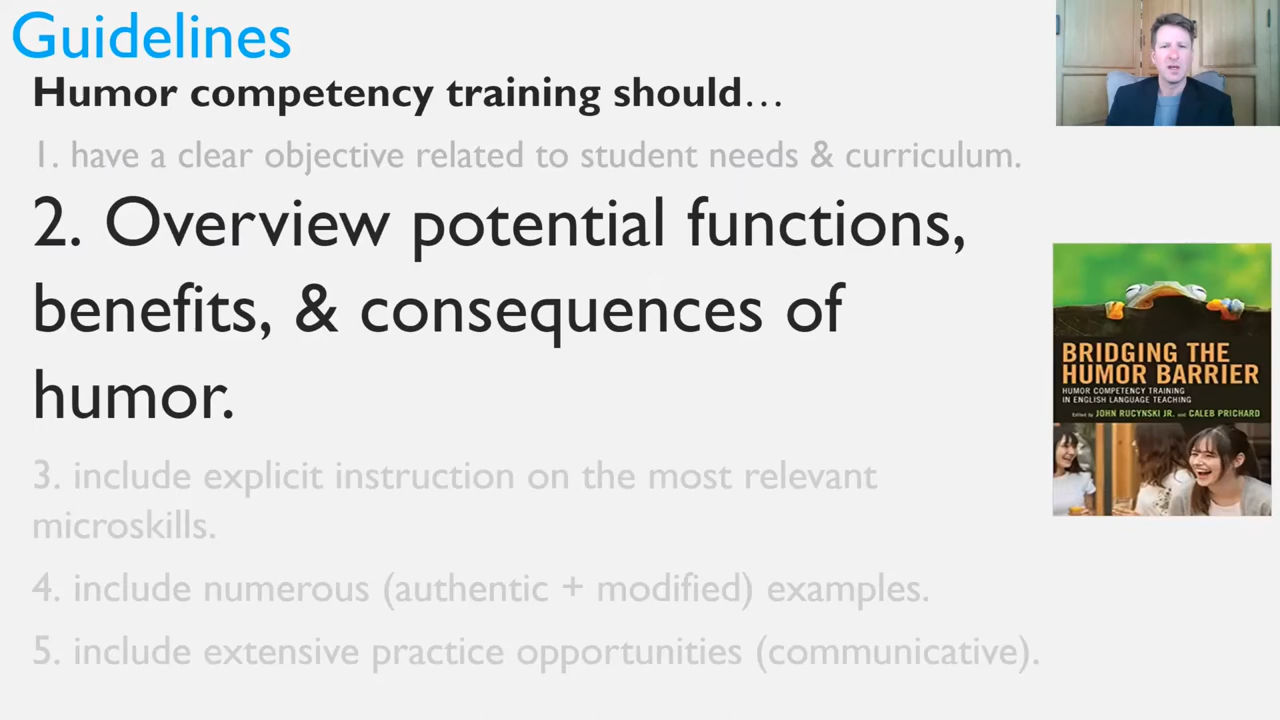 Guidelines
Humor competency training should…
1. have a clear objective related to student needs & curriculum.
2. Overview potential functions,
benefits, & consequences of
humor.
3. include explicit instruction on the most relevant
microskills.
4. include numerous (authentic + modified) examples.
5. include extensive practice opportunities (communicative).
BRIDGING THE
HUMOR BARRIER
HUMOR COMPETENCY TRAINING
IN ENGLISH LANGUAGE TEACHING
Edited by JOHN RUCYNSKI JR. and CALEB PRICHARD